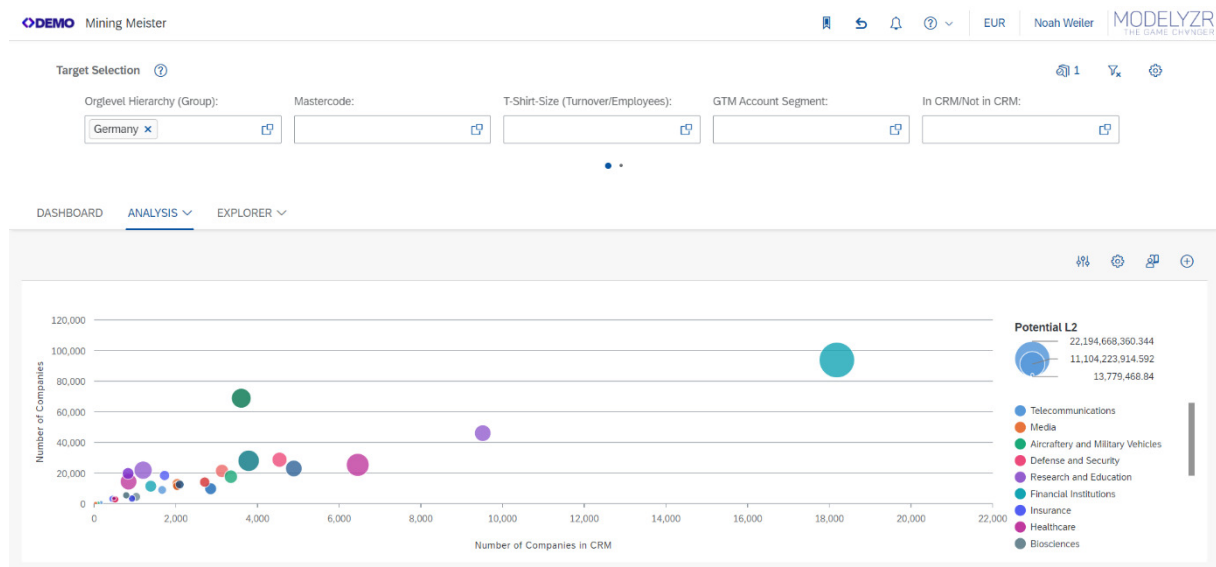 DEMO Mining Meister EUR Noah Weiler MODELYZR
THE GAME CHVNGER
Target Selection 1
Orglevel Hierarchy (Group): Mastercode: T-Shirt-Size (Turnover/Employees): GTM Account Segment: In CRM/Not in CRM:
Germany ×
DASHBOARD ANALYSIS EXPLORER
Potential L2
22,194,668,360.344
11,104,223,914.592
13,779,468.84
Telecommunications
Media
Aircraftery and Military Vehicles
Defense and Security
Research and Education
Financial Institutions
Insurance
Healthcare
Biosciences
Number of Companies
120,000
100,000
80,000
60,000
40,000
20,000
0
0 2,000 4,000 6,000 8,000 10,000 12,000 14,000 16,000 18,000 20,000 22,000
Number of Companies in CRM